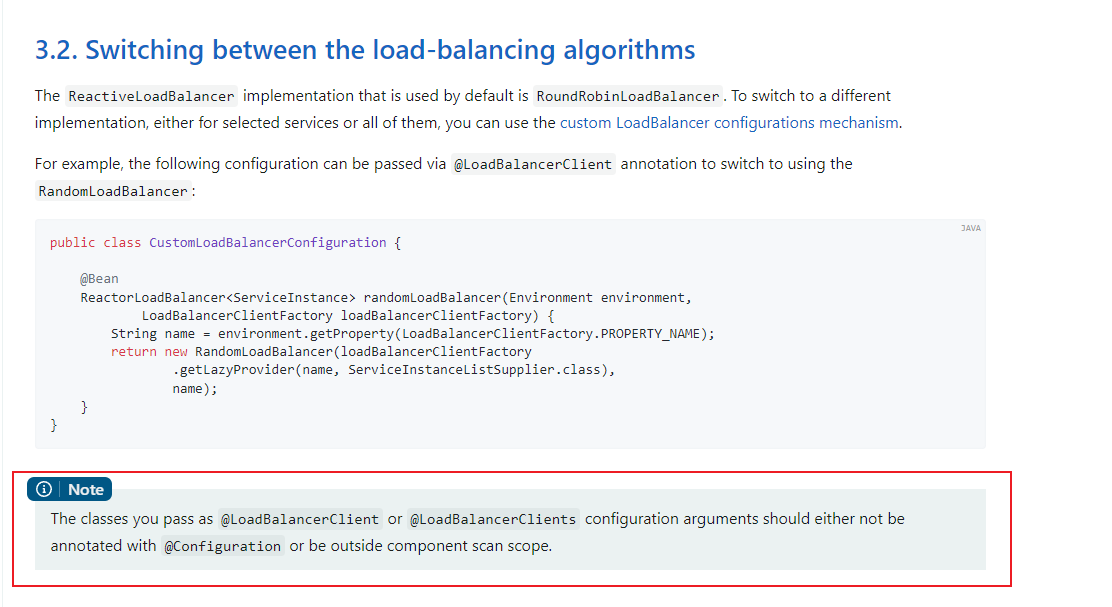 3.2. Switching between the load-balancing algorithms
The ReactiveLoadBalancer implementation that is used by default is RoundRobinLoadBalancer. To switch to a different
implementation, either for selected services or all of them, you can use the custom LoadBalancer configurations mechanism.
For example, the following configuration can be passed via @LoadBalancerClient annotation to switch to using the
RandomLoadBalancer:
JAVA
public class CustomLoadBalancerConfiguration {
    @Bean
    ReactorLoadBalancer<ServiceInstance> randomLoadBalancer(Environment environment,
            LoadBalancerClientFactory loadBalancerClientFactory) {
        String name = environment.getProperty(LoadBalancerClientFactory.PROPERTY_NAME);
        return new RandomLoadBalancer(loadBalancerClientFactory
                .getLazyProvider(name, ServiceInstanceListSupplier.class),
                name);
    }
}
Note
The classes you pass as @LoadBalancerClient or @LoadBalancerClients configuration arguments should either not be
annotated with @Configuration or be outside component scan scope.